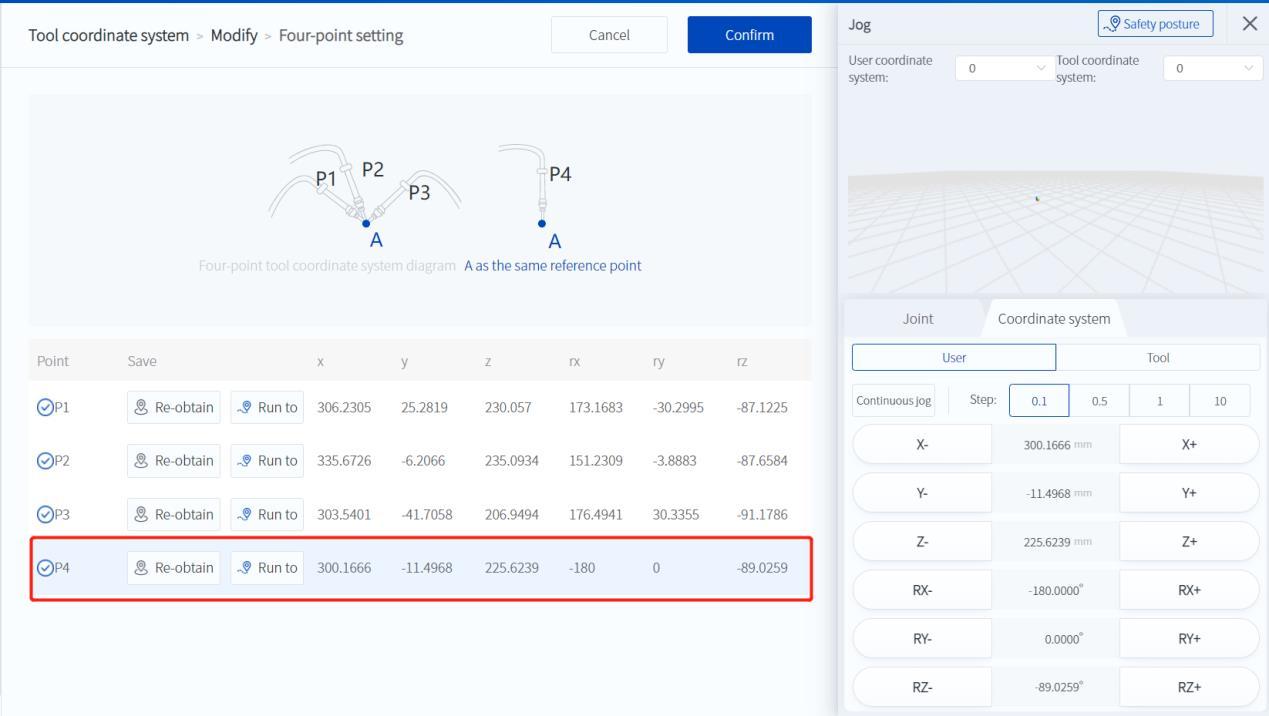 Tool coordinate system > Modify > Four-point setting
Cancel
Confirm
P1
P2
P3
A
P4
A
Four-point tool coordinate system diagram A as the same reference point
Point Save x y z rx ry rz
P1 Re-obtain Run to 306.2305 25.2819 230.057 173.1683 -30.2995 -87.1225
P2 Re-obtain Run to 335.6726 -6.2066 235.0934 151.2309 -3.8883 -87.6584
P3 Re-obtain Run to 303.5401 -41.7058 206.9494 176.4941 30.3355 -91.1786
P4 Re-obtain Run to 300.1666 -11.4968 225.6239 -180 0 -89.0259
Jog
Safety posture
User coordinate
system:
0
Tool coordinate
system:
0
Joint
Coordinate system
User
Tool
Continuous jog
Step: 0.1 0.5 1 10
X- 300.1666 mm X+
Y- -11.4968 mm Y+
Z- 225.6239 mm Z+
RX- -180.0000° RX+
RY- 0.0000° RY+
RZ- -89.0259° RZ+